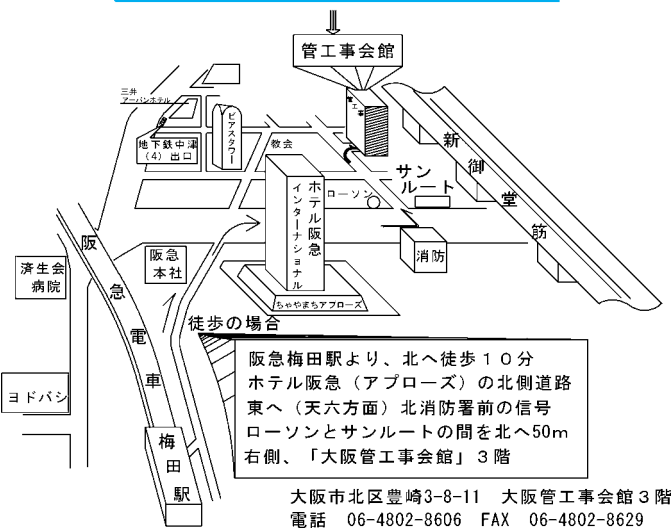 管工事会館
三井
アーバンホテル
管工事
ピアスタワー
地下鉄中津
(4)出口
教会
新御堂筋
サン
ルート
ローソン
ホテル阪急
インターナショナル
ちゃやまちアプローズ
消防
阪急電車
阪急
本社
済生会
病院
ヨドバシ
梅田駅
徒歩の場合
阪急梅田駅より、北へ徒歩10分
ホテル阪急(アプローズ)の北側道路
東へ(天六方面)北消防署前の信号
ローソンとサンルートの間を北へ50m
右側、「大阪管工事会館」3階
大阪市北区豊崎3-8-11 大阪管工事会館3階
電話 06-4802-8606 FAX 06-4802-8629